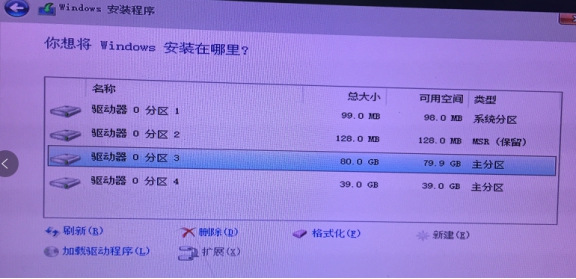 Windows 安装程序
你想将 Windows 安装在哪里?
名称 总大小 可用空间 类型
驱动器 0 分区 1 99.0 MB 98.0 MB 系统分区
驱动器 0 分区 2 128.0 MB 128.0 MB MSR (保留)
驱动器 0 分区 3 80.0 GB 79.9 GB 主分区
驱动器 0 分区 4 39.0 GB 39.0 GB 主分区
刷新(R) 删除(D) 格式化(F) 新建(E)
加载驱动程序(L) 扩展(X)